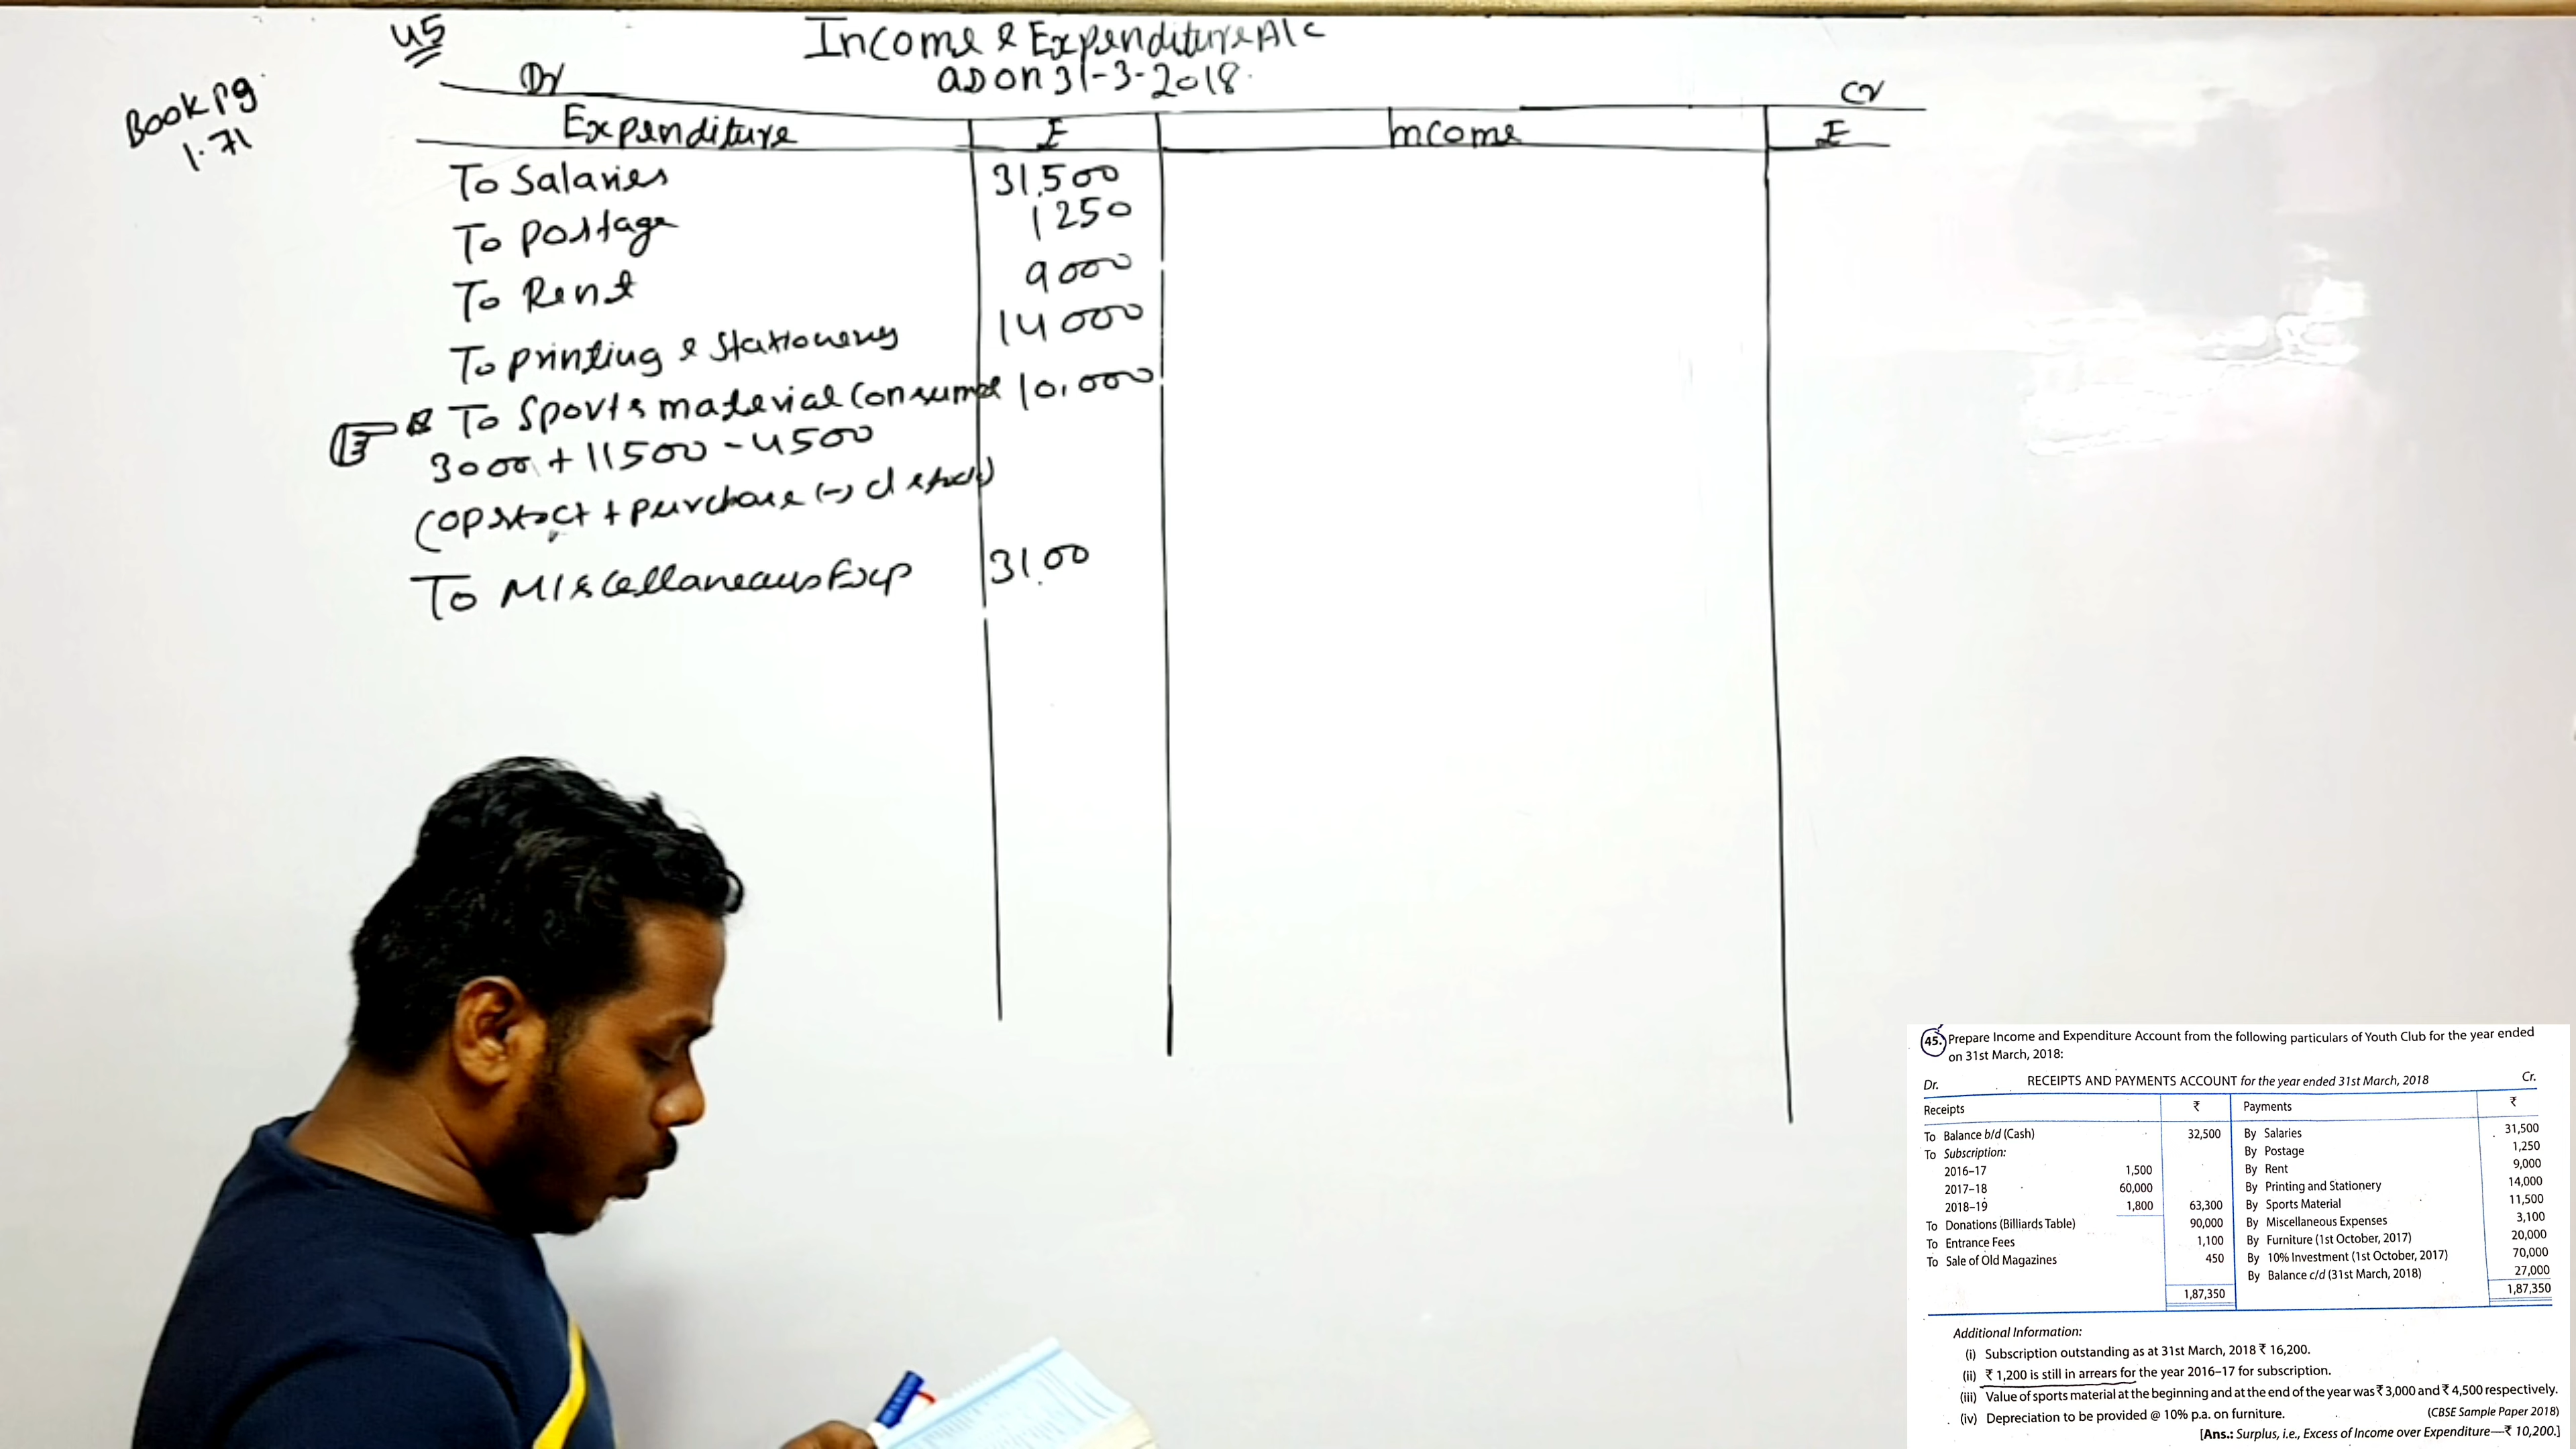 45
Book Pg
1.71
Income & Expenditure A/c
as on 31-3-2018.
Dr
Cr
Expenditure ₹ Income ₹
To Salaries 31,500
To Postage 1250
To Rent 9000
To Printing & Stationery 14000
To Sports material Consumed 10,000
3000 + 11500 - 4500
(op stock + purchase (-) cl stock)
To Miscellaneous Exp 31,00
45. Prepare Income and Expenditure Account from the following particulars of Youth Club for the year ended
on 31st March, 2018:
Dr. RECEIPTS AND PAYMENTS ACCOUNT for the year ended 31st March, 2018 Cr.
Receipts ₹ Payments ₹
To Balance b/d (Cash) 32,500 By Salaries 31,500
To Subscription: By Postage 1,250
2016–17 1,500 By Rent 9,000
2017–18 60,000 By Printing and Stationery 14,000
2018–19 1,800 63,300 By Sports Material 11,500
To Donations (Billiards Table) 90,000 By Miscellaneous Expenses 3,100
To Entrance Fees 1,100 By Furniture (1st October, 2017) 20,000
To Sale of Old Magazines 450 By 10% Investment (1st October, 2017) 70,000
By Balance c/d (31st March, 2018) 27,000
1,87,350 1,87,350
Additional Information:
(i) Subscription outstanding as at 31st March, 2018 ₹ 16,200.
(ii) ₹ 1,200 is still in arrears for the year 2016–17 for subscription.
(iii) Value of sports material at the beginning and at the end of the year was ₹ 3,000 and ₹ 4,500 respectively.
(iv) Depreciation to be provided @ 10% p.a. on furniture. (CBSE Sample Paper 2018)
[Ans.: Surplus, i.e., Excess of Income over Expenditure—₹ 10,200.]